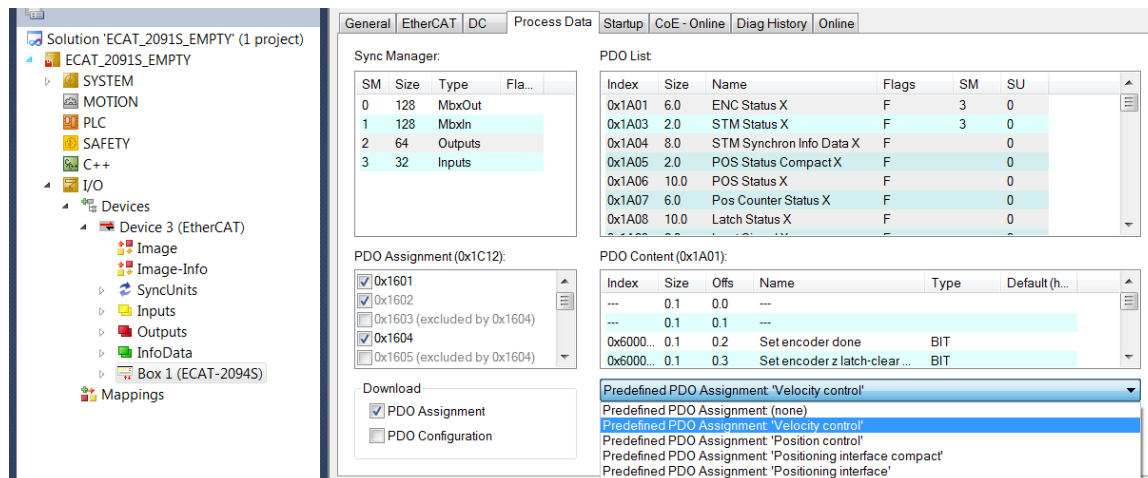 Solution 'ECAT_2091S_EMPTY' (1 project)
ECAT_2091S_EMPTY
SYSTEM
MOTION
PLC
SAFETY
C++
I/O
Devices
Device 3 (EtherCAT)
Image
Image-Info
SyncUnits
Inputs
Outputs
InfoData
Box 1 (ECAT-2094S)
Mappings
General EtherCAT DC Process Data Startup CoE - Online Diag History Online
Sync Manager:
SM Size Type Fla...
0 128 MbxOut
1 128 MbxIn
2 64 Outputs
3 32 Inputs
PDO List:
Index Size Name Flags SM SU
0x1A01 6.0 ENC Status X F 3 0
0x1A03 2.0 STM Status X F 3 0
0x1A04 8.0 STM Synchron Info Data X F 0
0x1A05 2.0 POS Status Compact X F 0
0x1A06 10.0 POS Status X F 0
0x1A07 6.0 Pos Counter Status X F 0
0x1A08 10.0 Latch Status X F 0
PDO Assignment (0x1C12):
0x1601
0x1602
0x1603 (excluded by 0x1604)
0x1604
0x1605 (excluded by 0x1604)
PDO Content (0x1A01):
Index Size Offs Name Type Default (h...
--- 0.1 0.0 ---
--- 0.1 0.1 ---
0x6000... 0.1 0.2 Set encoder done BIT
0x6000... 0.1 0.3 Set encoder z latch-clear ... BIT
Download
PDO Assignment
PDO Configuration
Predefined PDO Assignment: 'Velocity control'
Predefined PDO Assignment: (none)
Predefined PDO Assignment: 'Velocity control'
Predefined PDO Assignment: 'Position control'
Predefined PDO Assignment: 'Positioning interface compact'
Predefined PDO Assignment: 'Positioning interface'